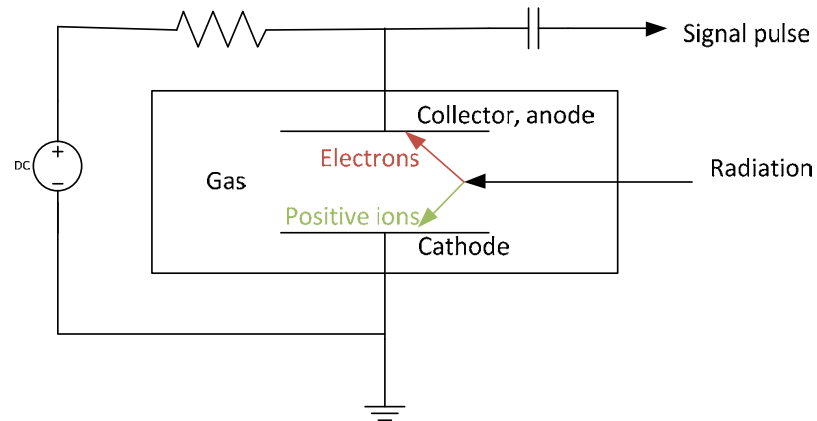 Signal pulse
Collector, anode
DC
+
−
Electrons
Gas
Radiation
Positive ions
Cathode